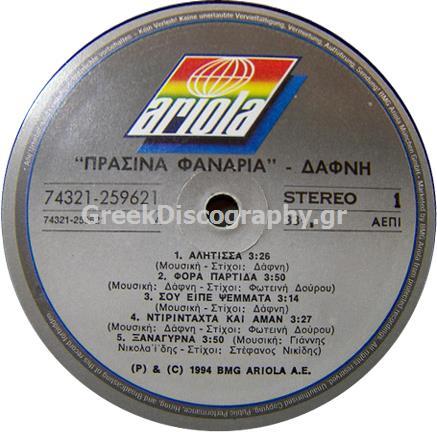 ariola
"ΠΡΑΣΙΝΑ ΦΑΝΑΡΙΑ" - ΔΑΦΝΗ
74321-259621
STEREO 1
GreekDiscography.gr
ΑΕΠΙ
1. ΑΛΗΤΙΣΣΑ 3:26
(Μουσική - Στίχοι: Δάφνη)
2. ΦΟΡΑ ΠΑΡΤΙΔΑ 3:50
(Μουσική: Δάφνη - Στίχοι: Φωτεινή Δούρου)
3. ΣΟΥ ΕΙΠΕ ΨΕΜΜΑΤΑ 3:14
(Μουσική - Στίχοι: Δάφνη)
4. ΝΤΙΡΙΝΤΑΧΤΑ ΚΑΙ ΑΜΑΝ 3:27
(Μουσική: Δάφνη - Στίχοι: Φωτεινή Δούρου)
5. ΞΑΝΑΓΥΡΝΑ 3:50 (Μουσική: Γιάννης
Νικολα'ί'δης - Στίχοι: Στέφανος Νικίδης)
(P) & (C) 1994 BMG ARIOLA A.E.